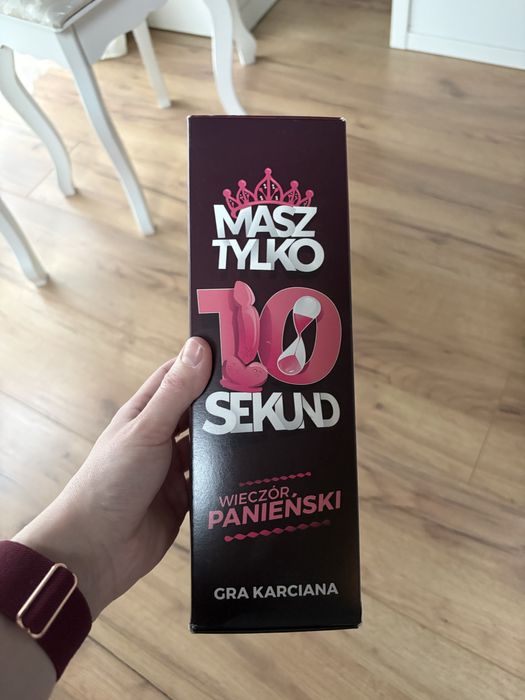 MASZ
TYLKO
10
SEKUND
WIECZÓR
PANIEŃSKI
GRA KARCIANA